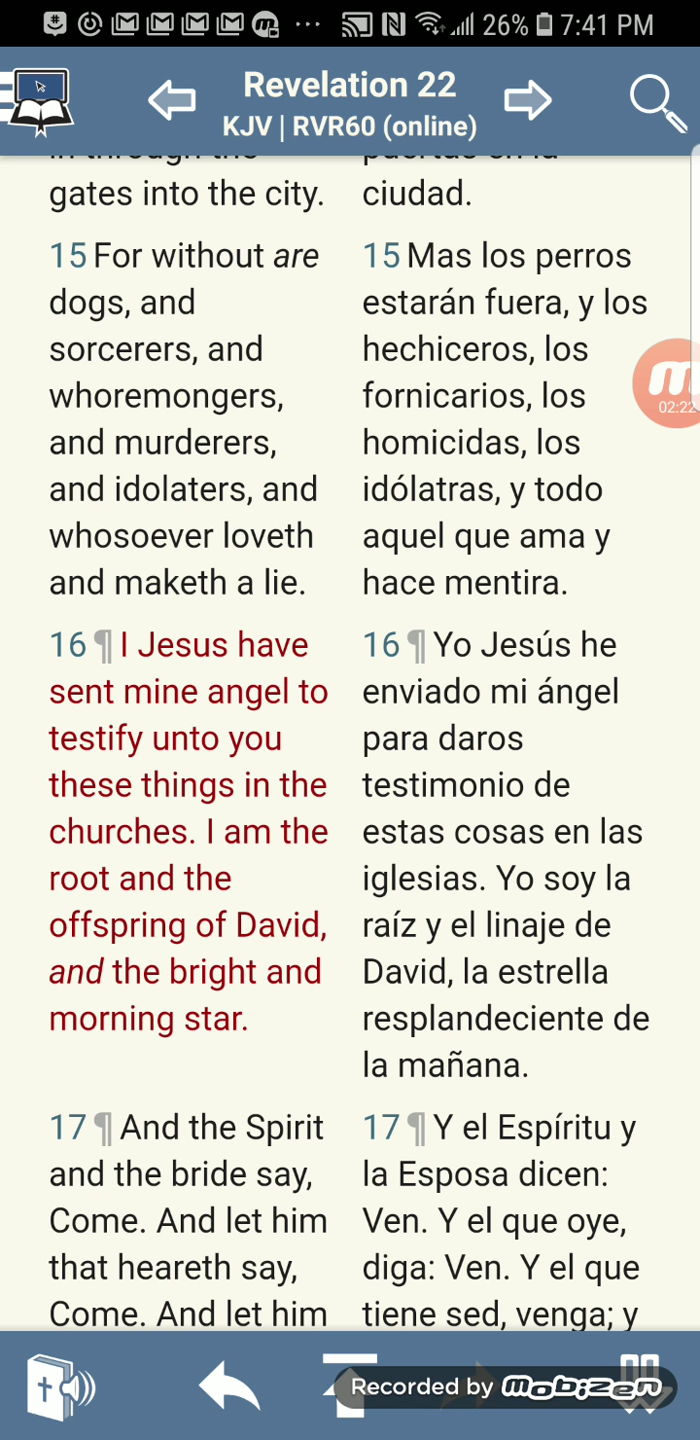 26% 7:41 PM
Revelation 22
KJV | RVR60 (online)
in through the
gates into the city.
15 For without are
dogs, and
sorcerers, and
whoremongers,
and murderers,
and idolaters, and
whosoever loveth
and maketh a lie.
16 ¶ I Jesus have
sent mine angel to
testify unto you
these things in the
churches. I am the
root and the
offspring of David,
and the bright and
morning star.
17 ¶ And the Spirit
and the bride say,
Come. And let him
that heareth say,
Come. And let him
puertas en la
ciudad.
15 Mas los perros
estarán fuera, y los
hechiceros, los
fornicarios, los
homicidas, los
idólatras, y todo
aquel que ama y
hace mentira.
16 ¶ Yo Jesús he
enviado mi ángel
para daros
testimonio de
estas cosas en las
iglesias. Yo soy la
raíz y el linaje de
David, la estrella
resplandeciente de
la mañana.
17 ¶ Y el Espíritu y
la Esposa dicen:
Ven. Y el que oye,
diga: Ven. Y el que
tiene sed, venga; y
02:22
Recorded by mobizen